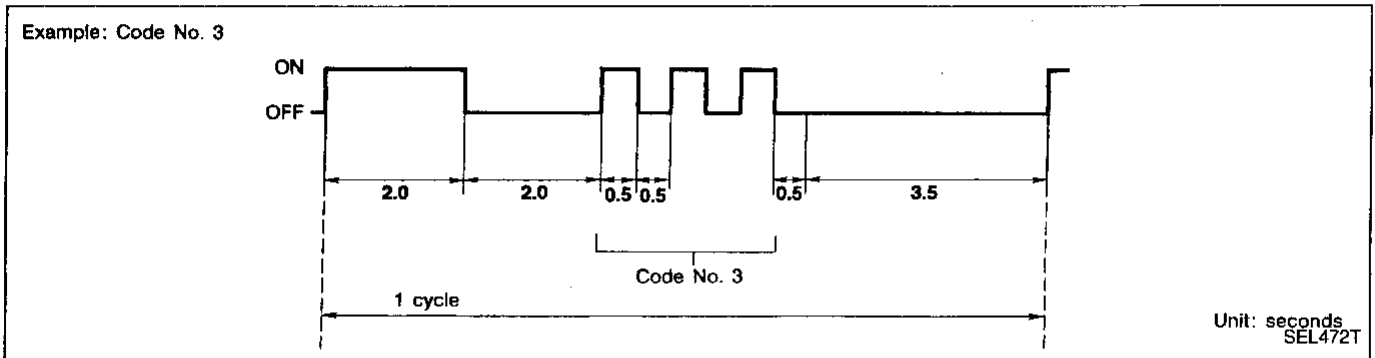 Example: Code No. 3
ON
OFF
2.0 2.0 0.5 0.5 0.5 3.5
Code No. 3
1 cycle
Unit: seconds
SEL472T